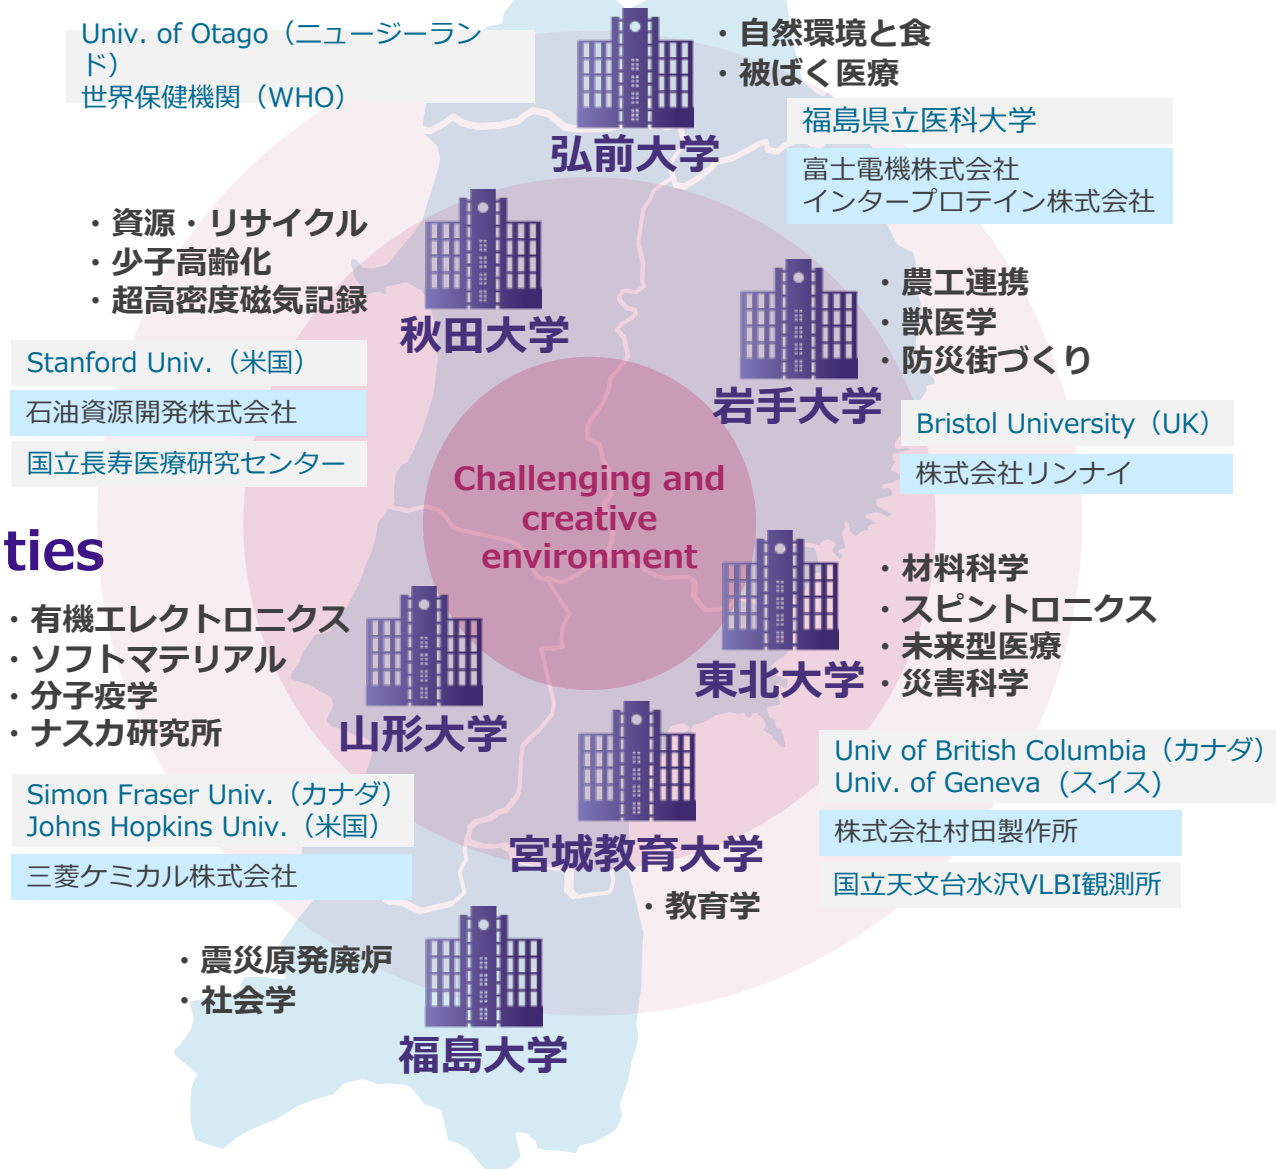 Univ. of Otago（ニュージーラン
ド）
世界保健機関（WHO）
・自然環境と食
・被ばく医療
弘前大学
福島県立医科大学
富士電機株式会社
インタープロテイン株式会社
・資源・リサイクル
・少子高齢化
・超高密度磁気記録
秋田大学
Stanford Univ.（米国）
石油資源開発株式会社
国立長寿医療研究センター
・農工連携
・獣医学
・防災街づくり
岩手大学
Bristol University（UK）
株式会社リンナイ
Challenging and
creative
environment
ties
・有機エレクトロニクス
・ソフトマテリアル
・分子疫学
・ナスカ研究所
山形大学
Simon Fraser Univ.（カナダ）
Johns Hopkins Univ.（米国）
三菱ケミカル株式会社
・材料科学
・スピントロニクス
・未来型医療
・災害科学
東北大学
Univ of British Columbia（カナダ）
Univ. of Geneva（スイス)
株式会社村田製作所
国立天文台水沢VLBI観測所
宮城教育大学
・教育学
・震災原発廃炉
・社会学
福島大学